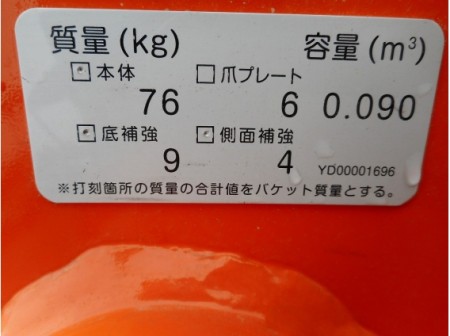 質量(kg) 容量(m³)
本体 爪プレート
76 6 0.090
底補強 側面補強
9 4 YD00001696
※打刻箇所の質量の合計値をバケット質量とする。